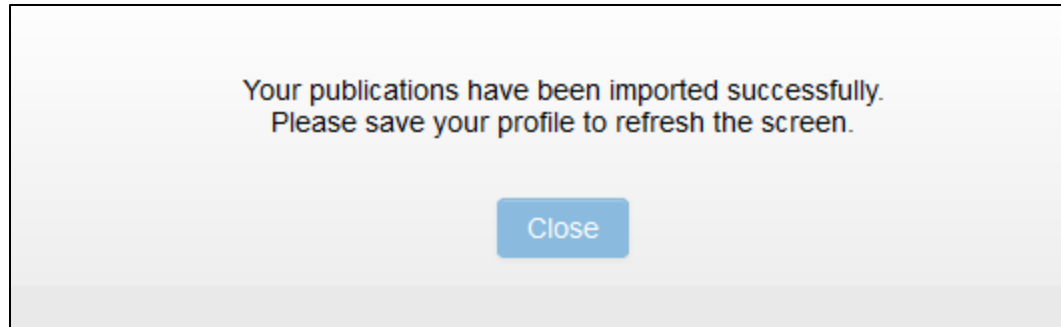 Your publications have been imported successfully.
Please save your profile to refresh the screen.
Close